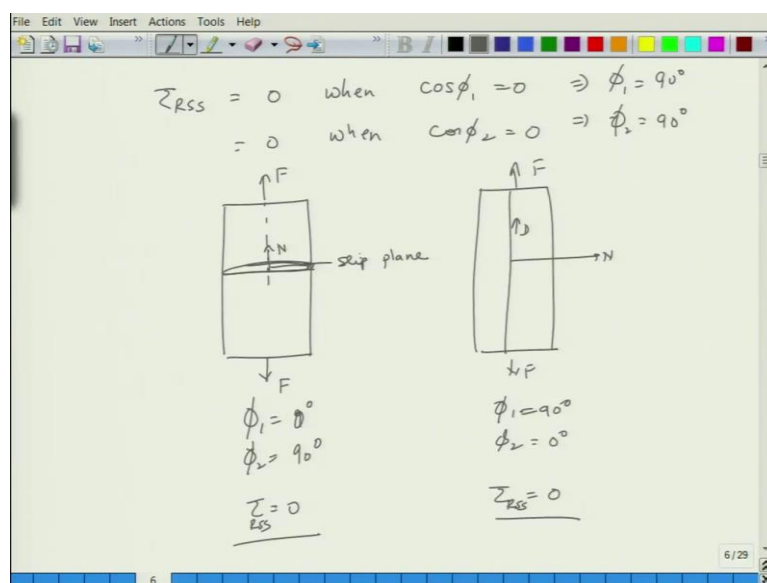 File Edit View Insert Actions Tools Help
τRSS = 0 when cosϕ₁ = 0 ⇒ ϕ₁ = 90°
= 0 when cosϕ₂ = 0 ⇒ ϕ₂ = 90°
F
F
N
slip plane
D
N
F
F
ϕ₁ = 0°
ϕ₂ = 90°
τRSS = 0
ϕ₁ = 90°
ϕ₂ = 0°
τRSS = 0
6/29
6